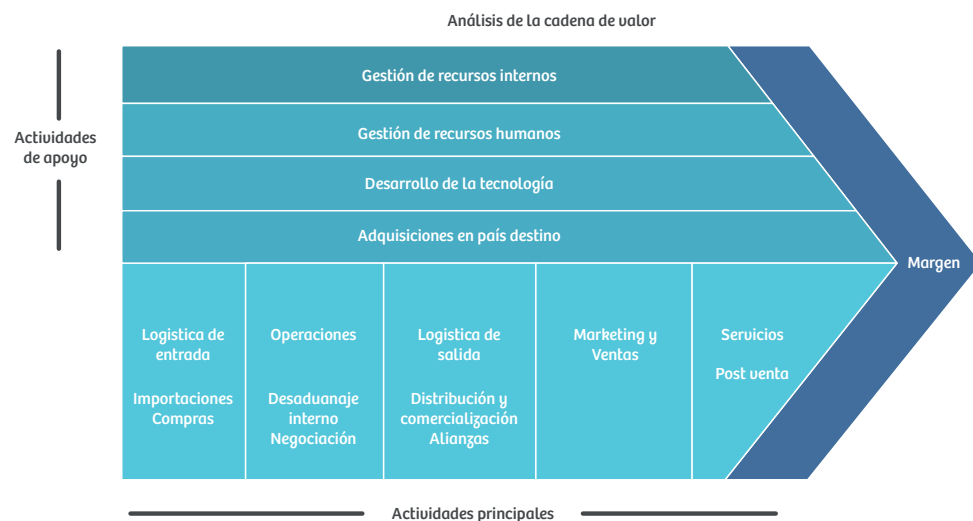 Análisis de la cadena de valor
Actividades
de apoyo
Gestión de recursos internos
Gestión de recursos humanos
Desarrollo de la tecnología
Adquisiciones en país destino
Margen
Logistica de
entrada
Importaciones
Compras
Operaciones
Desaduanaje
interno
Negociación
Logistica de
salida
Distribución y
comercialización
Alianzas
Marketing y
Ventas
Servicios
Post venta
Actividades principales